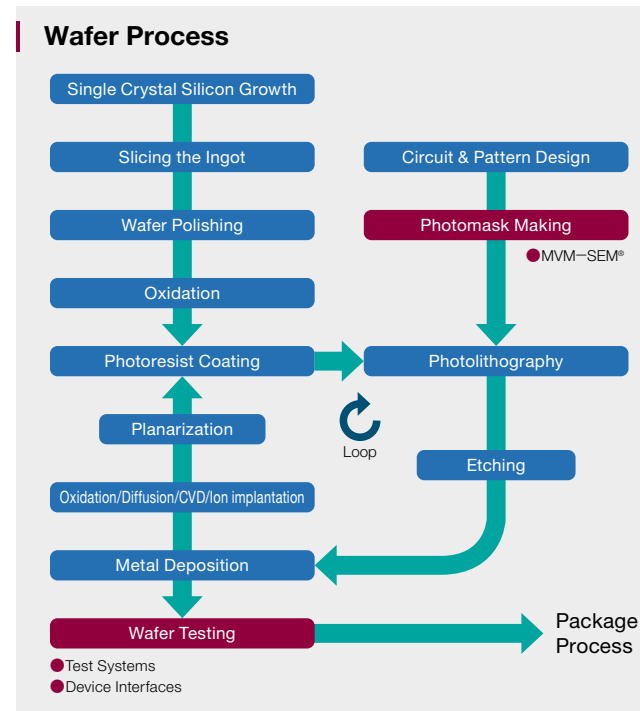 Wafer Process
Single Crystal Silicon Growth
Slicing the Ingot
Circuit & Pattern Design
Wafer Polishing
Photomask Making
●MVM−SEM®
Oxidation
Photoresist Coating
Photolithography
Planarization
Loop
Etching
Oxidation/Diffusion/CVD/Ion implantation
Metal Deposition
Wafer Testing
Package
Process
●Test Systems
●Device Interfaces